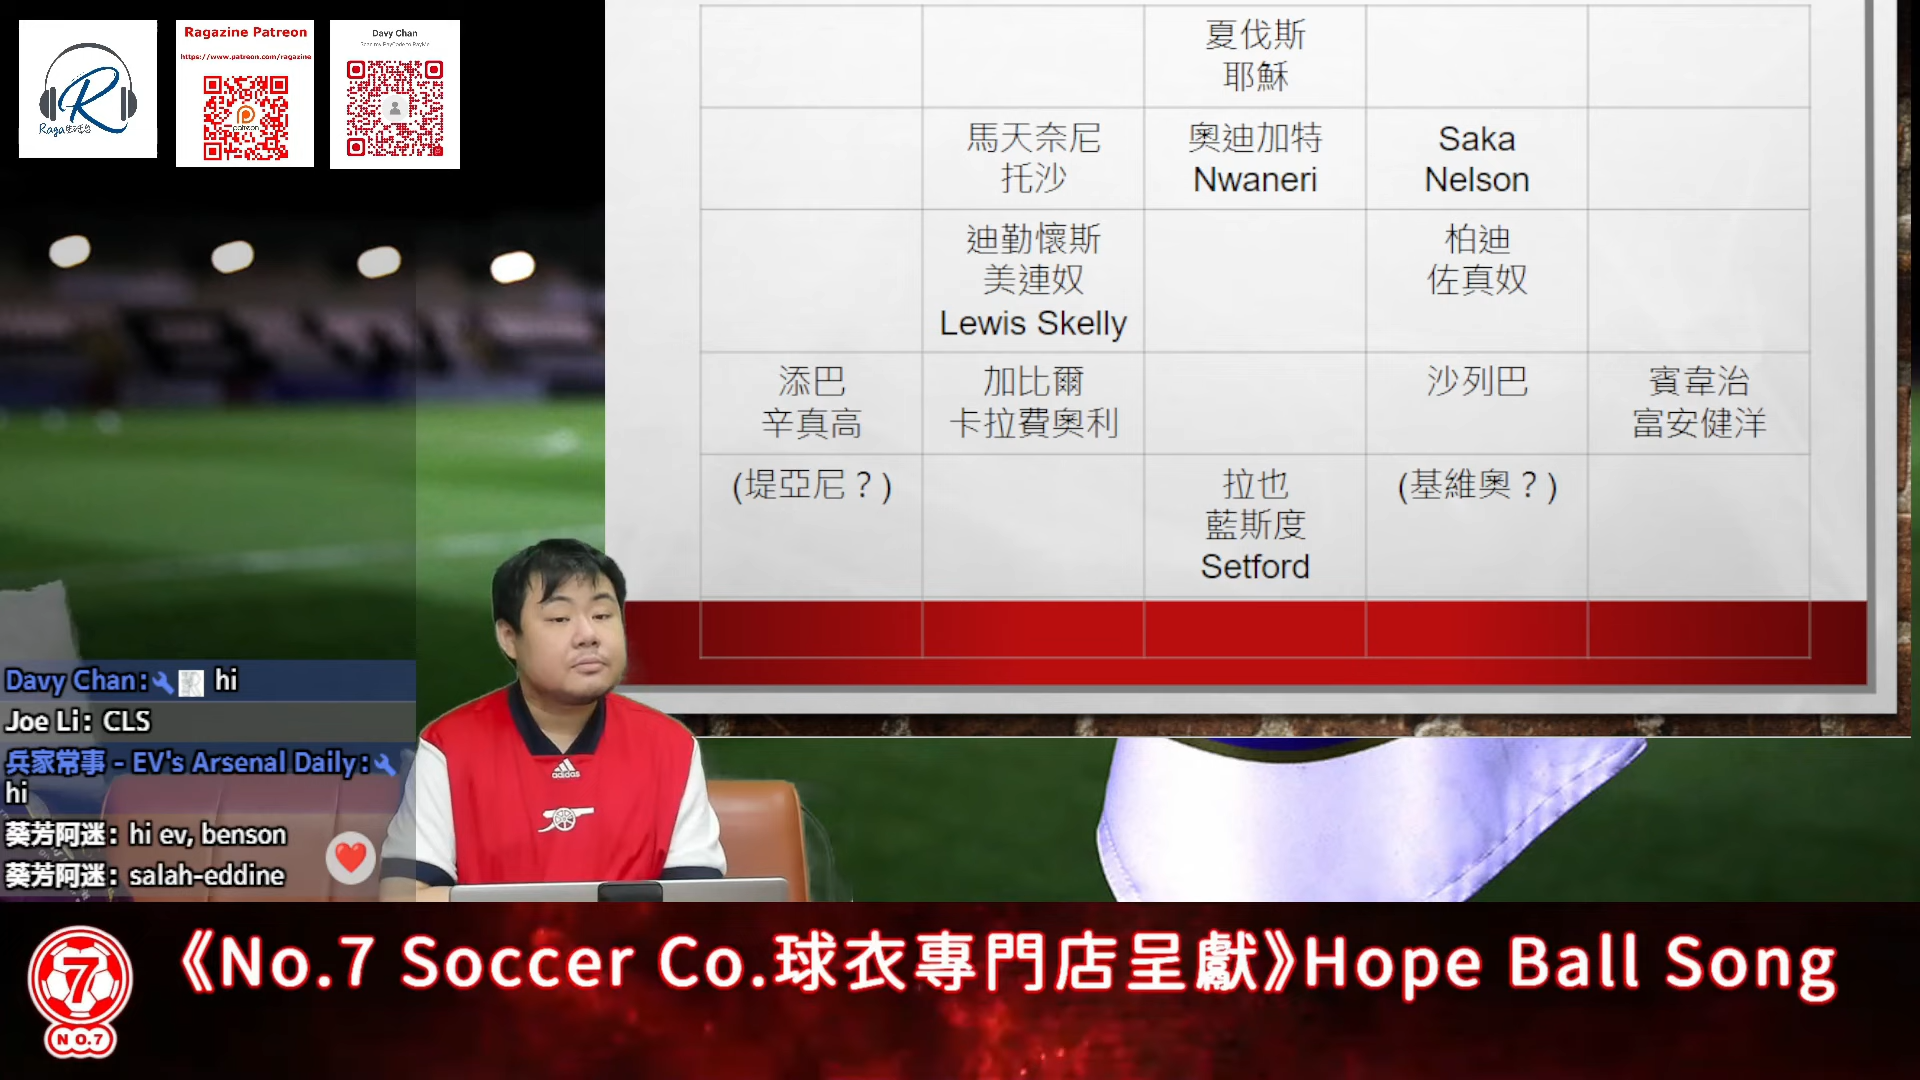 Ragazine Patreon
https://www.patreon.com/ragazine
patreon
Davy Chan
R
夏伐斯
耶穌
馬天奈尼
托沙
奧迪加特
Nwaneri
Saka
Nelson
迪勤懷斯
美連奴
Lewis Skelly
柏迪
佐真奴
添巴
辛真高
加比爾
卡拉費奧利
沙列巴
賓韋治
富安健洋
(堤亞尼？)
拉也
藍斯度
Setford
(基維奧？)
Davy Chan: hi
Joe Li: CLS
兵家常事 - EV's Arsenal Daily:
hi
葵芳阿迷: hi ev, benson
葵芳阿迷: salah-eddine
adidas
7
NO.7
《No.7 Soccer Co.球衣專門店呈獻》Hope Ball Song